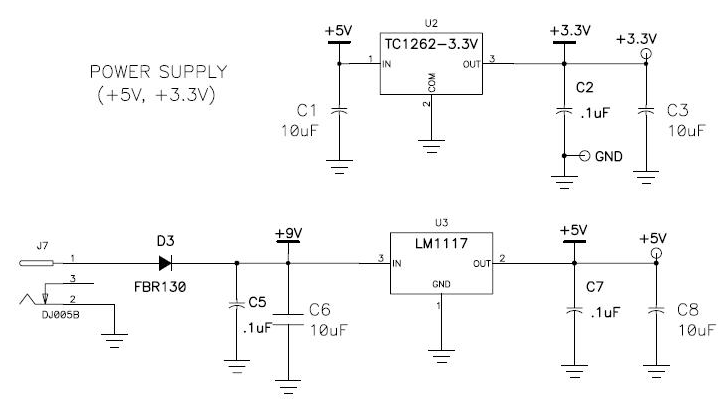 POWER SUPPLY
(+5V, +3.3V)
+5V
U2
TC1262-3.3V
1
IN
OUT
3
COM
2
+3.3V
+3.3V
C1
10uF
C2
.1uF
C3
10uF
GND
J7
1
3
2
DJ005B
D3
FBR130
+9V
C5
.1uF
C6
10uF
U3
LM1117
3
IN
OUT
2
GND
1
+5V
+5V
C7
.1uF
C8
10uF